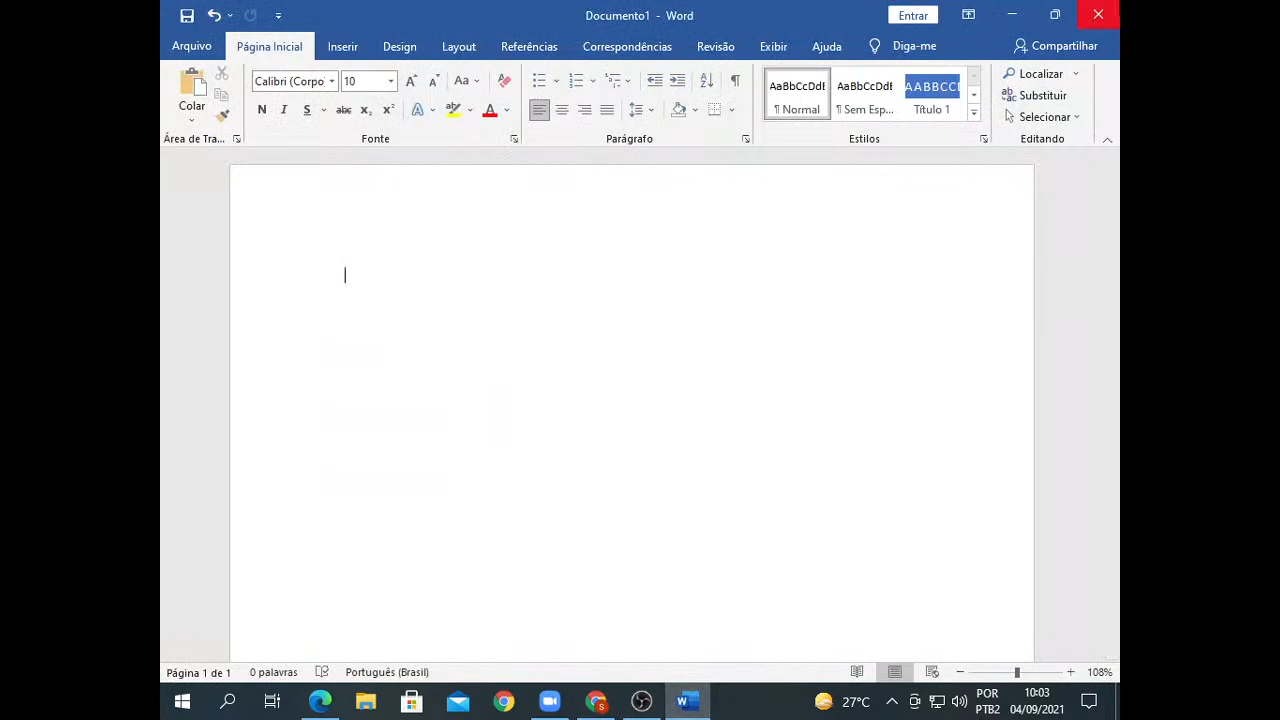 Documento1 - Word
Entrar
Arquivo
Página Inicial
Inserir
Design
Layout
Referências
Correspondências
Revisão
Exibir
Ajuda
Diga-me
Compartilhar
Colar
Calibri (Corpo
10
Aa
N I S abc x₂ x²
A
A
AaBbCcDdE
¶ Normal
AaBbCcDdE
¶ Sem Esp...
AABBCCD
Título 1
Localizar
Substituir
Selecionar
Área de Tra...
Fonte
Parágrafo
Estilos
Editando
Página 1 de 1
0 palavras
Português (Brasil)
108%
27°C
POR
PTB2
10:03
04/09/2021